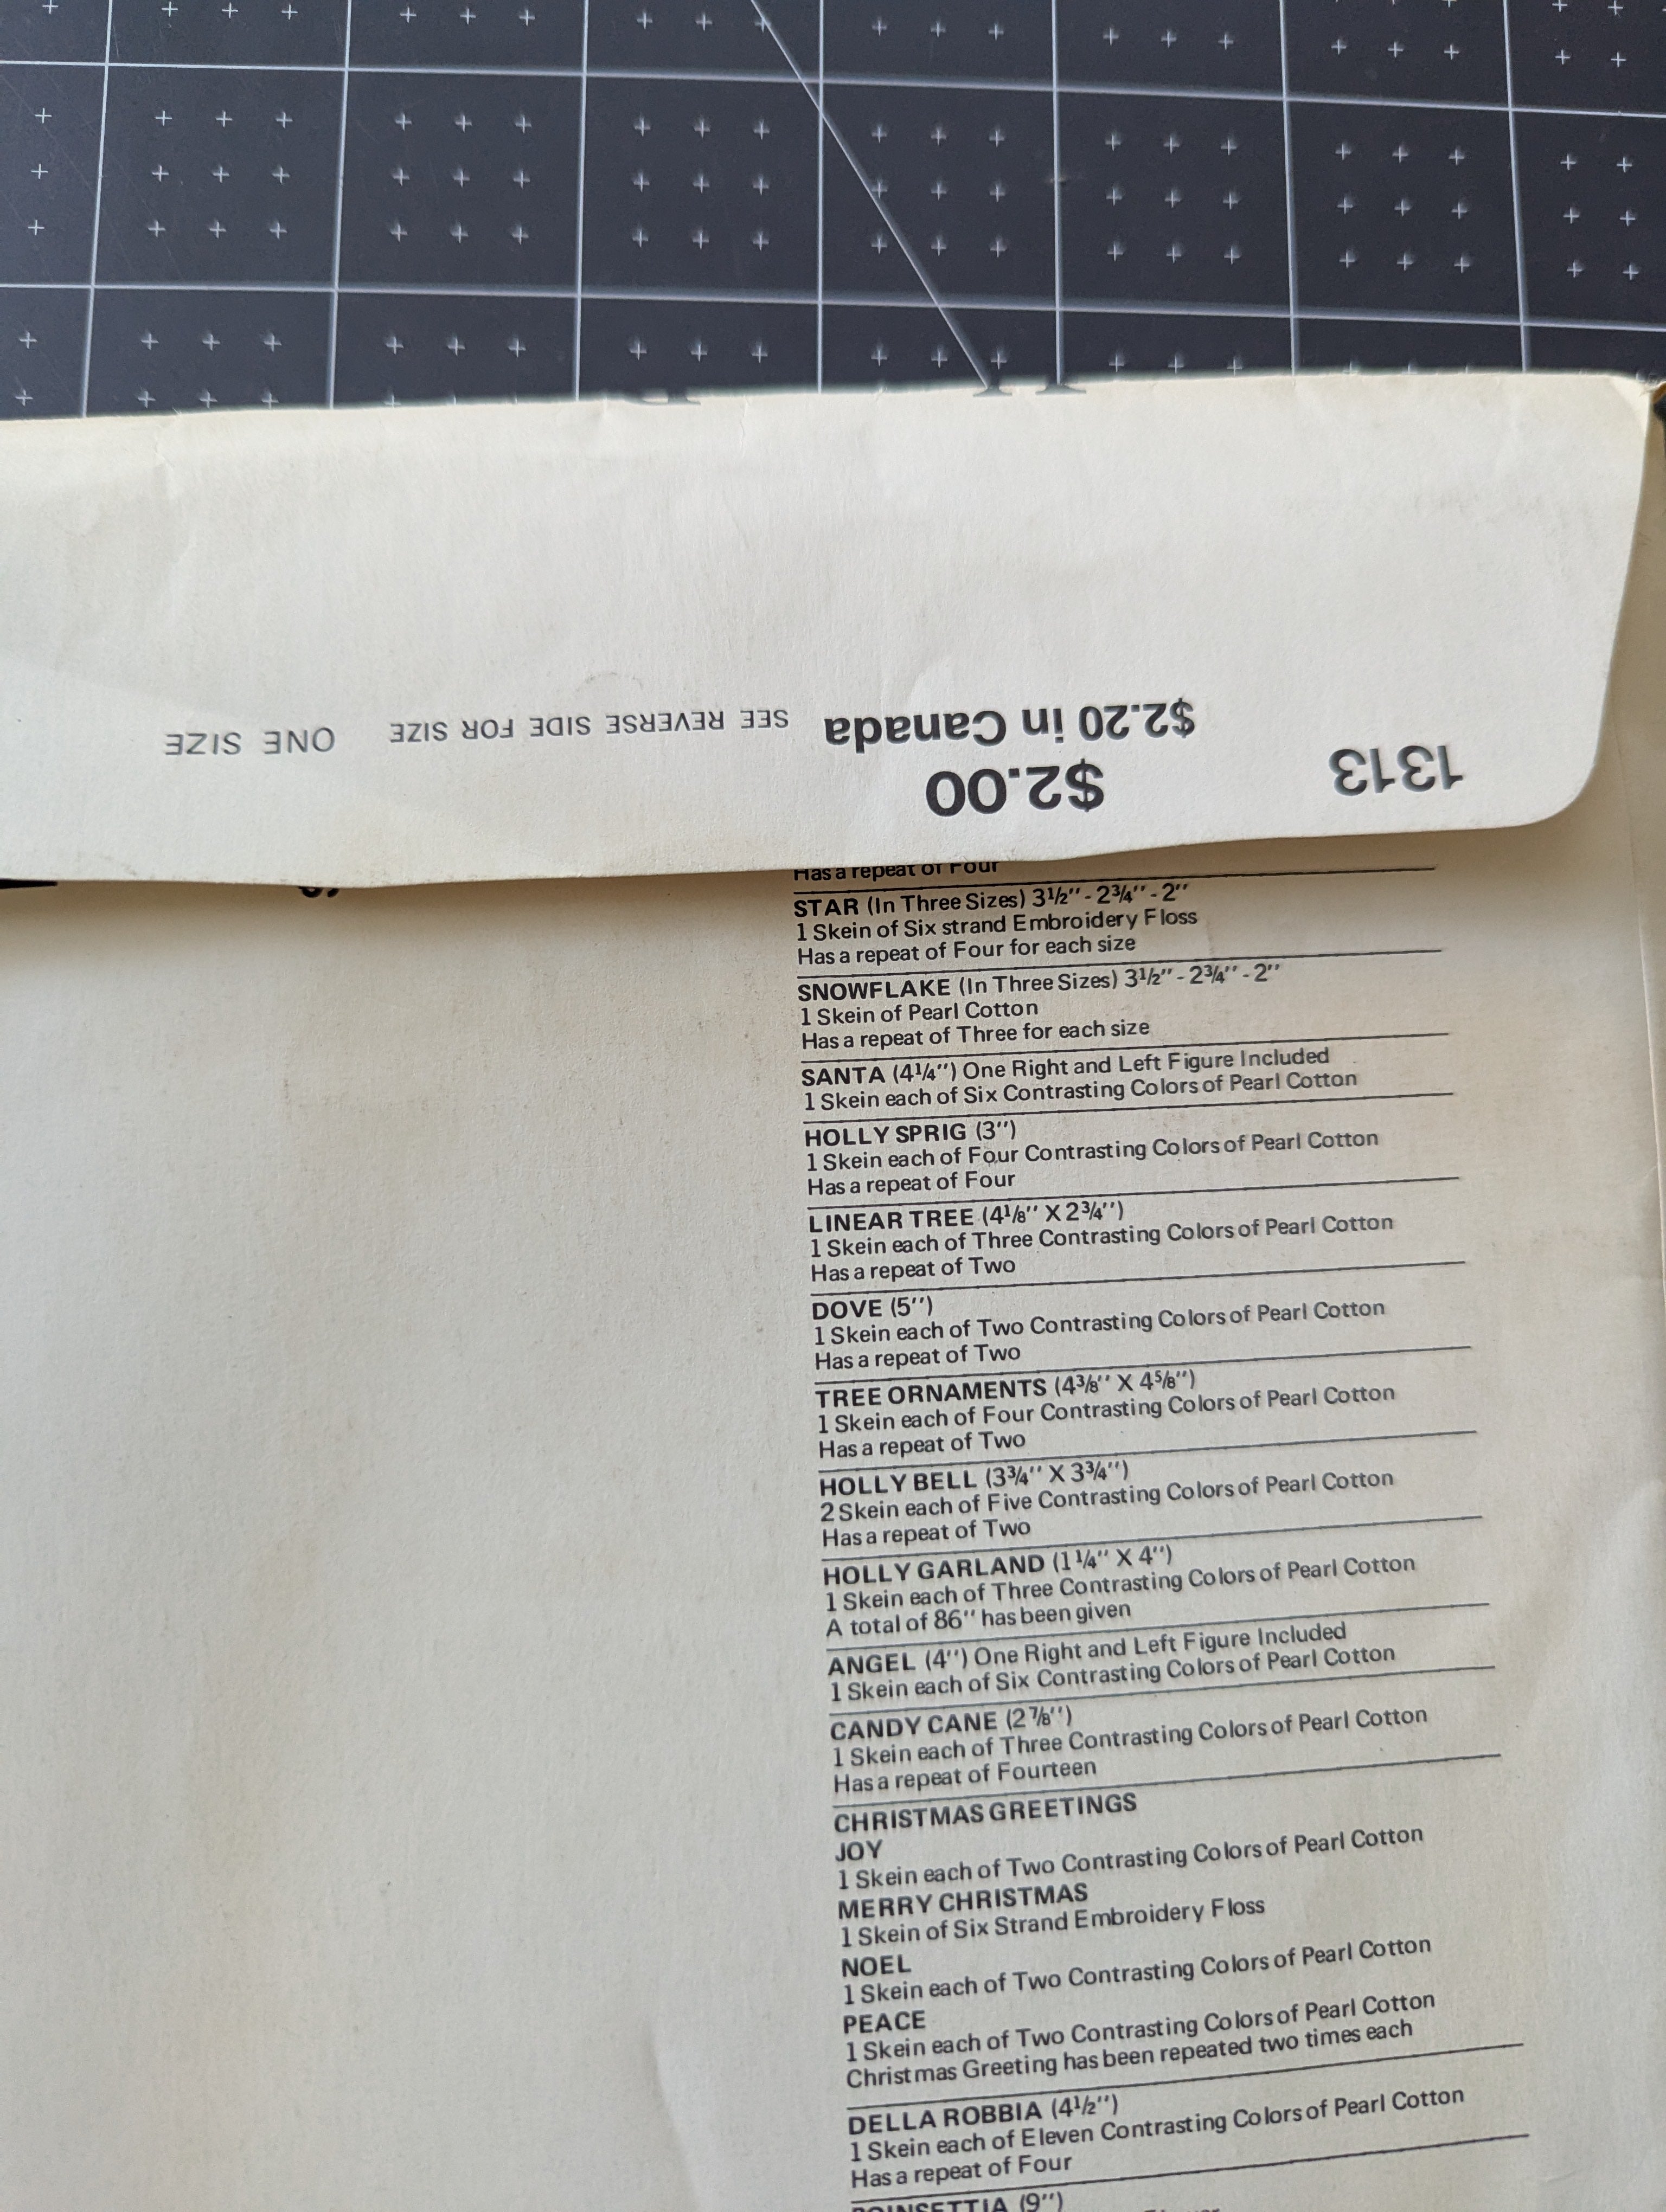 1313
$2.00
$2.20 in Canada
SEE REVERSE SIDE FOR SIZE
ONE SIZE
Has a repeat of Four
STAR (In Three Sizes) 3½" - 2¾" - 2"
1 Skein of Six strand Embroidery Floss
Has a repeat of Four for each size
SNOWFLAKE (In Three Sizes) 3½" - 2¾" - 2"
1 Skein of Pearl Cotton
Has a repeat of Three for each size
SANTA (4¼") One Right and Left Figure Included
1 Skein each of Six Contrasting Colors of Pearl Cotton
HOLLY SPRIG (3")
1 Skein each of Four Contrasting Colors of Pearl Cotton
Has a repeat of Four
LINEAR TREE (4⅛" X 2¾")
1 Skein each of Three Contrasting Colors of Pearl Cotton
Has a repeat of Two
DOVE (5")
1 Skein each of Two Contrasting Colors of Pearl Cotton
Has a repeat of Two
TREE ORNAMENTS (4⅜" X 4⅝")
1 Skein each of Four Contrasting Colors of Pearl Cotton
Has a repeat of Two
HOLLY BELL (3¾" X 3¾")
2 Skein each of Five Contrasting Colors of Pearl Cotton
Has a repeat of Two
HOLLY GARLAND (1¼" X 4")
1 Skein each of Three Contrasting Colors of Pearl Cotton
A total of 86" has been given
ANGEL (4") One Right and Left Figure Included
1 Skein each of Six Contrasting Colors of Pearl Cotton
CANDY CANE (2⅞")
1 Skein each of Three Contrasting Colors of Pearl Cotton
Has a repeat of Fourteen
CHRISTMAS GREETINGS
JOY
1 Skein each of Two Contrasting Colors of Pearl Cotton
MERRY CHRISTMAS
1 Skein of Six Strand Embroidery Floss
NOEL
1 Skein each of Two Contrasting Colors of Pearl Cotton
PEACE
1 Skein each of Two Contrasting Colors of Pearl Cotton
Christmas Greeting has been repeated two times each
DELLA ROBBIA (4½")
1 Skein each of Eleven Contrasting Colors of Pearl Cotton
Has a repeat of Four
POINSETTIA (9")